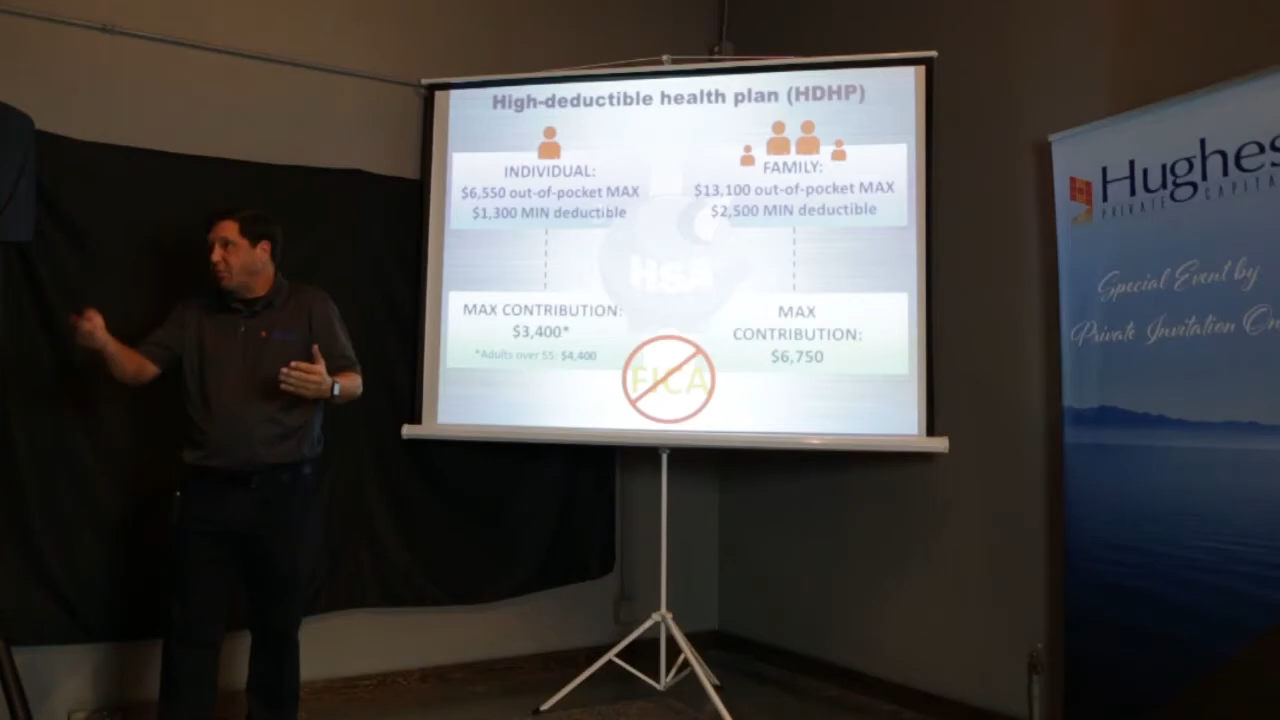 High-deductible health plan (HDHP)
INDIVIDUAL:
$6,550 out-of-pocket MAX
$1,300 MIN deductible
FAMILY:
$13,100 out-of-pocket MAX
$2,500 MIN deductible
HSA
MAX CONTRIBUTION:
$3,400*
*Adults over 55: $4,400
MAX
CONTRIBUTION:
$6,750
FICA
Hughes
PRIVATE CAPITA
Special Event by
Private Invitation On